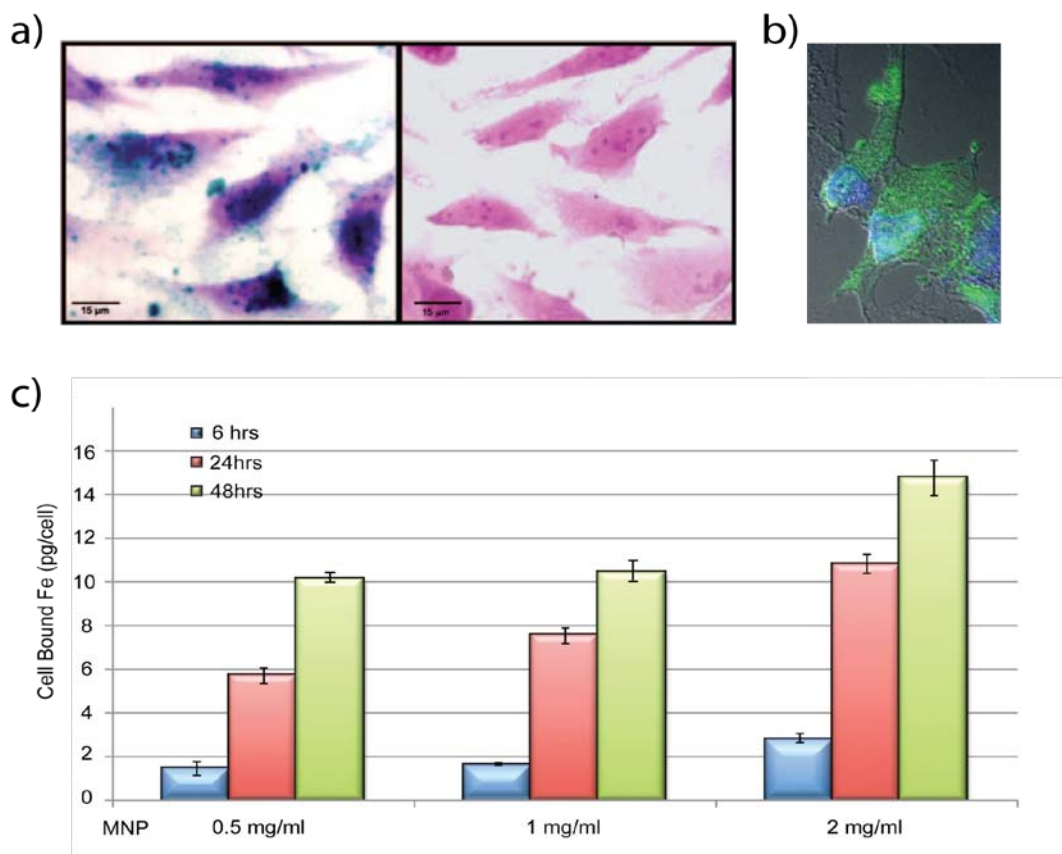 a)
b)
15 µm
15 µm
c)
Cell Bound Fe (pg/cell)
16
14
12
10
8
6
4
2
0
6 hrs
24hrs
48hrs
MNP 0.5 mg/ml 1 mg/ml 2 mg/ml